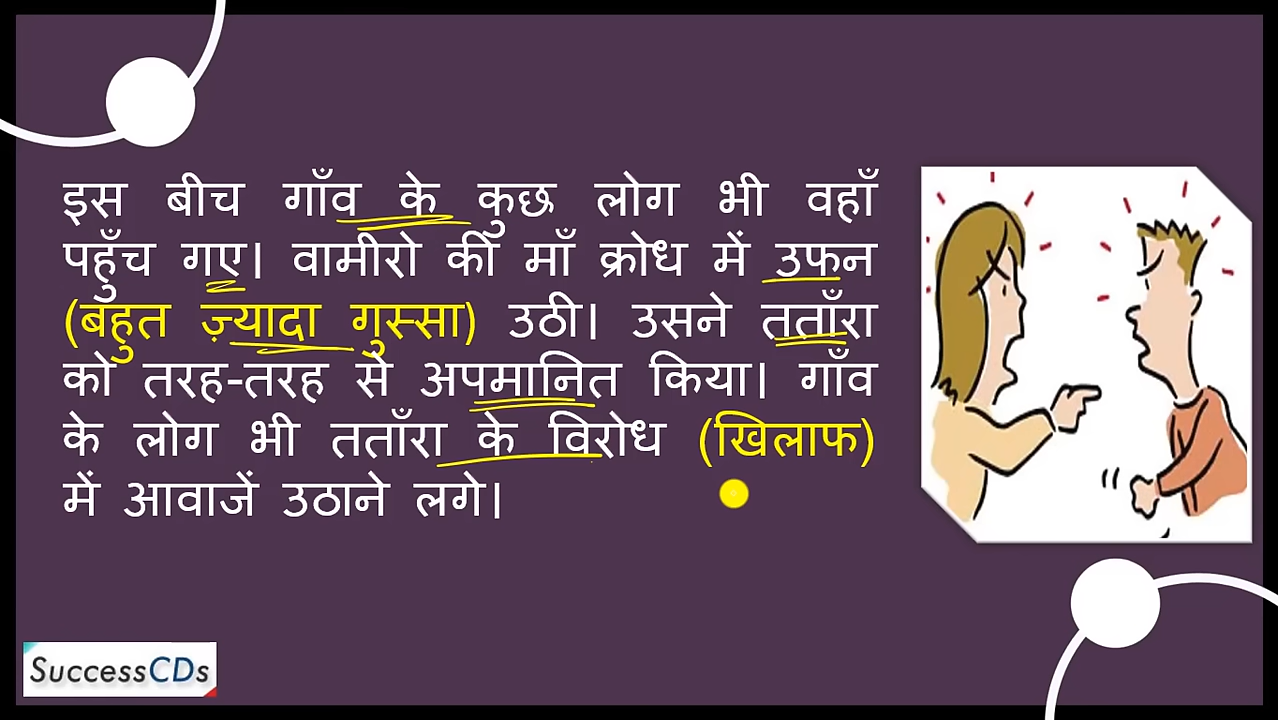 इस बीच गाँव के कुछ लोग भी वहाँ
पहुँच गए। वामीरो की माँ क्रोध में उफन
(बहुत ज़्यादा गुस्सा) उठी। उसने तताँरा
को तरह-तरह से अपमानित किया। गाँव
के लोग भी तताँरा के विरोध (खिलाफ)
में आवाजें उठाने लगे।
SuccessCDs